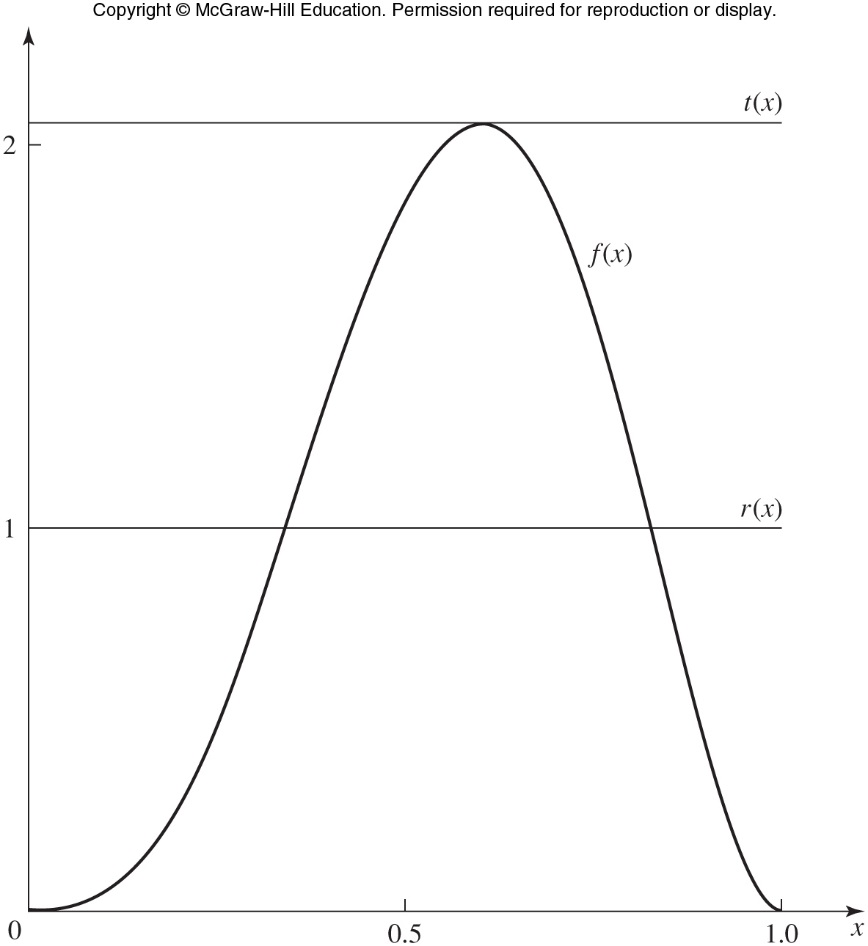 Copyright © McGraw-Hill Education. Permission required for reproduction or display.
t(x)
2
f(x)
r(x)
1
0
0.5
1.0
x